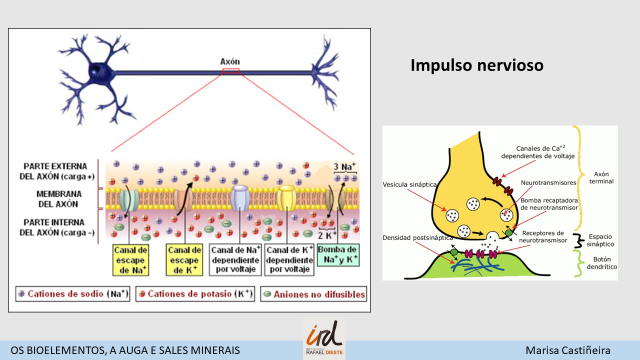 Impulso nervioso
Axón
PARTE EXTERNA
DEL AXÓN (carga+)
MEMBRANA
DEL AXÓN
PARTE INTERNA
DEL AXÓN (carga−)
3 Na+
2 K+
Canal de
escape
de Na+
Canal de
escape
de K+
Canal de Na+
dependiente
por voltaje
Canal de K+
dependiente
por voltaje
Bomba de
Na+ y K+
Cationes de sodio (Na+)
Cationes de potasio (K+)
Aniones no difusibles
Canales de Ca+2
dependientes de voltaje
Vesícula sináptica
Neurotransmisores
Bomba recaptadora
de neurotransmisor
Axón
terminal
Receptores de
neurotransmisor
Densidad postsináptica
Espacio
sináptico
Botón
dendrítico
ird
RAFAEL DIESTE
OS BIOELEMENTOS, A AUGA E SALES MINERAIS
Marisa Castiñeira